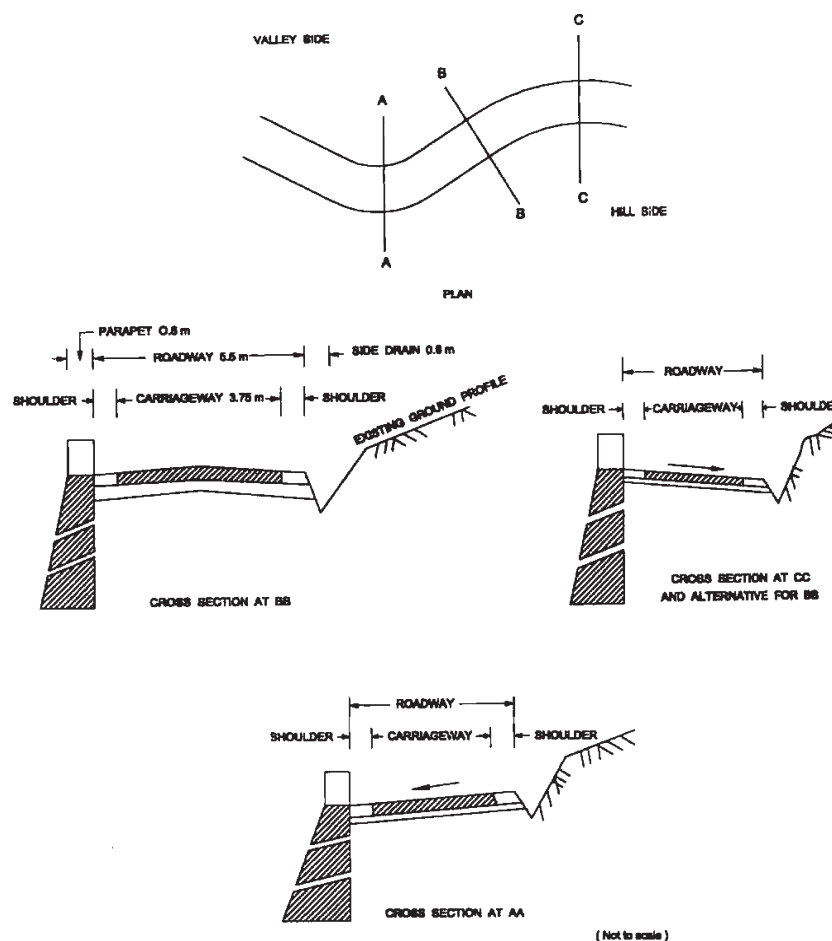 C
VALLEY SIDE
B
A
B
C
HILL SIDE
A
PLAN
PARAPET 0.6 m
ROADWAY 5.5 m
SIDE DRAIN 0.6 m
ROADWAY
SHOULDER
CARRIAGEWAY 3.75 m
SHOULDER
EXISTING GROUND PROFILE
SHOULDER
CARRIAGEWAY
SHOULDE
CROSS SECTION AT BB
CROSS SECTION AT CC
AND ALTERNATIVE FOR BB
ROADWAY
SHOULDER
CARRIAGEWAY
SHOULDER
CROSS SECTION AT AA
( Not to scale )